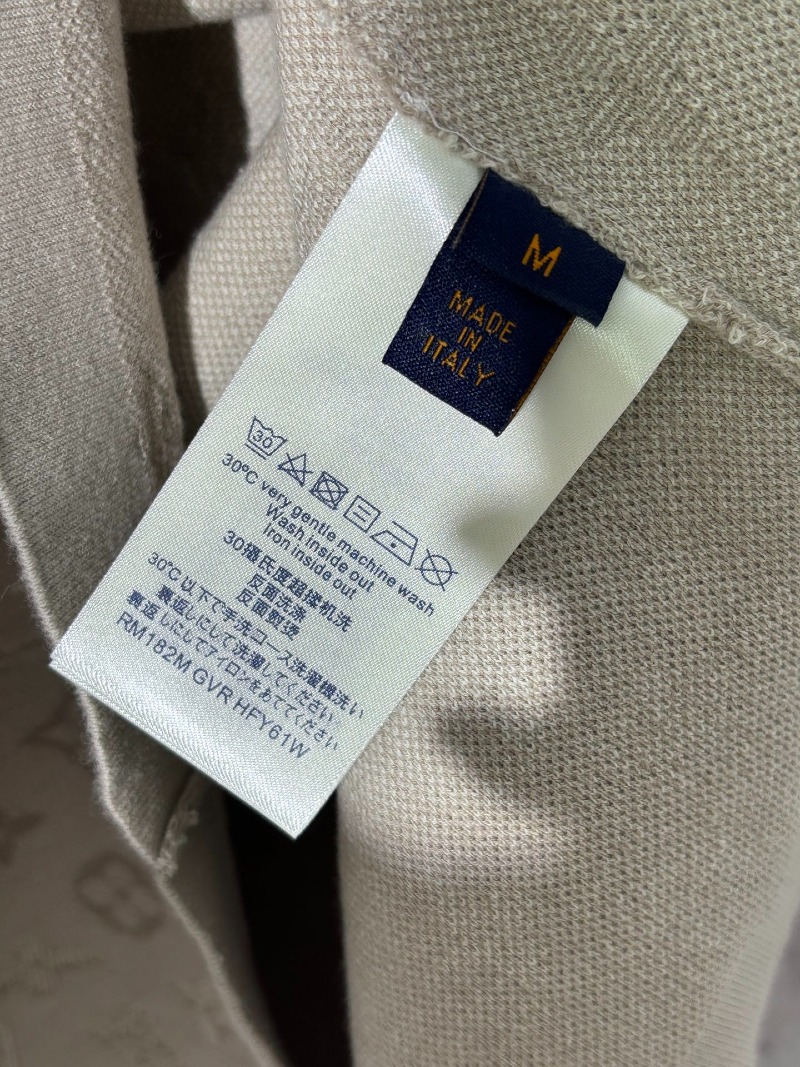 M
MADE
IN
ITALY
30
30°C very gentle machine wash
Wash inside out
Iron inside out
30攝氏度超揉机洗
反面洗涤
反面熨烫
30℃以下で手洗コース洗濯機洗い
裏返しにして洗濯してください
裏返しにしてアイロンをあててください
RM182M GVR HFY61W